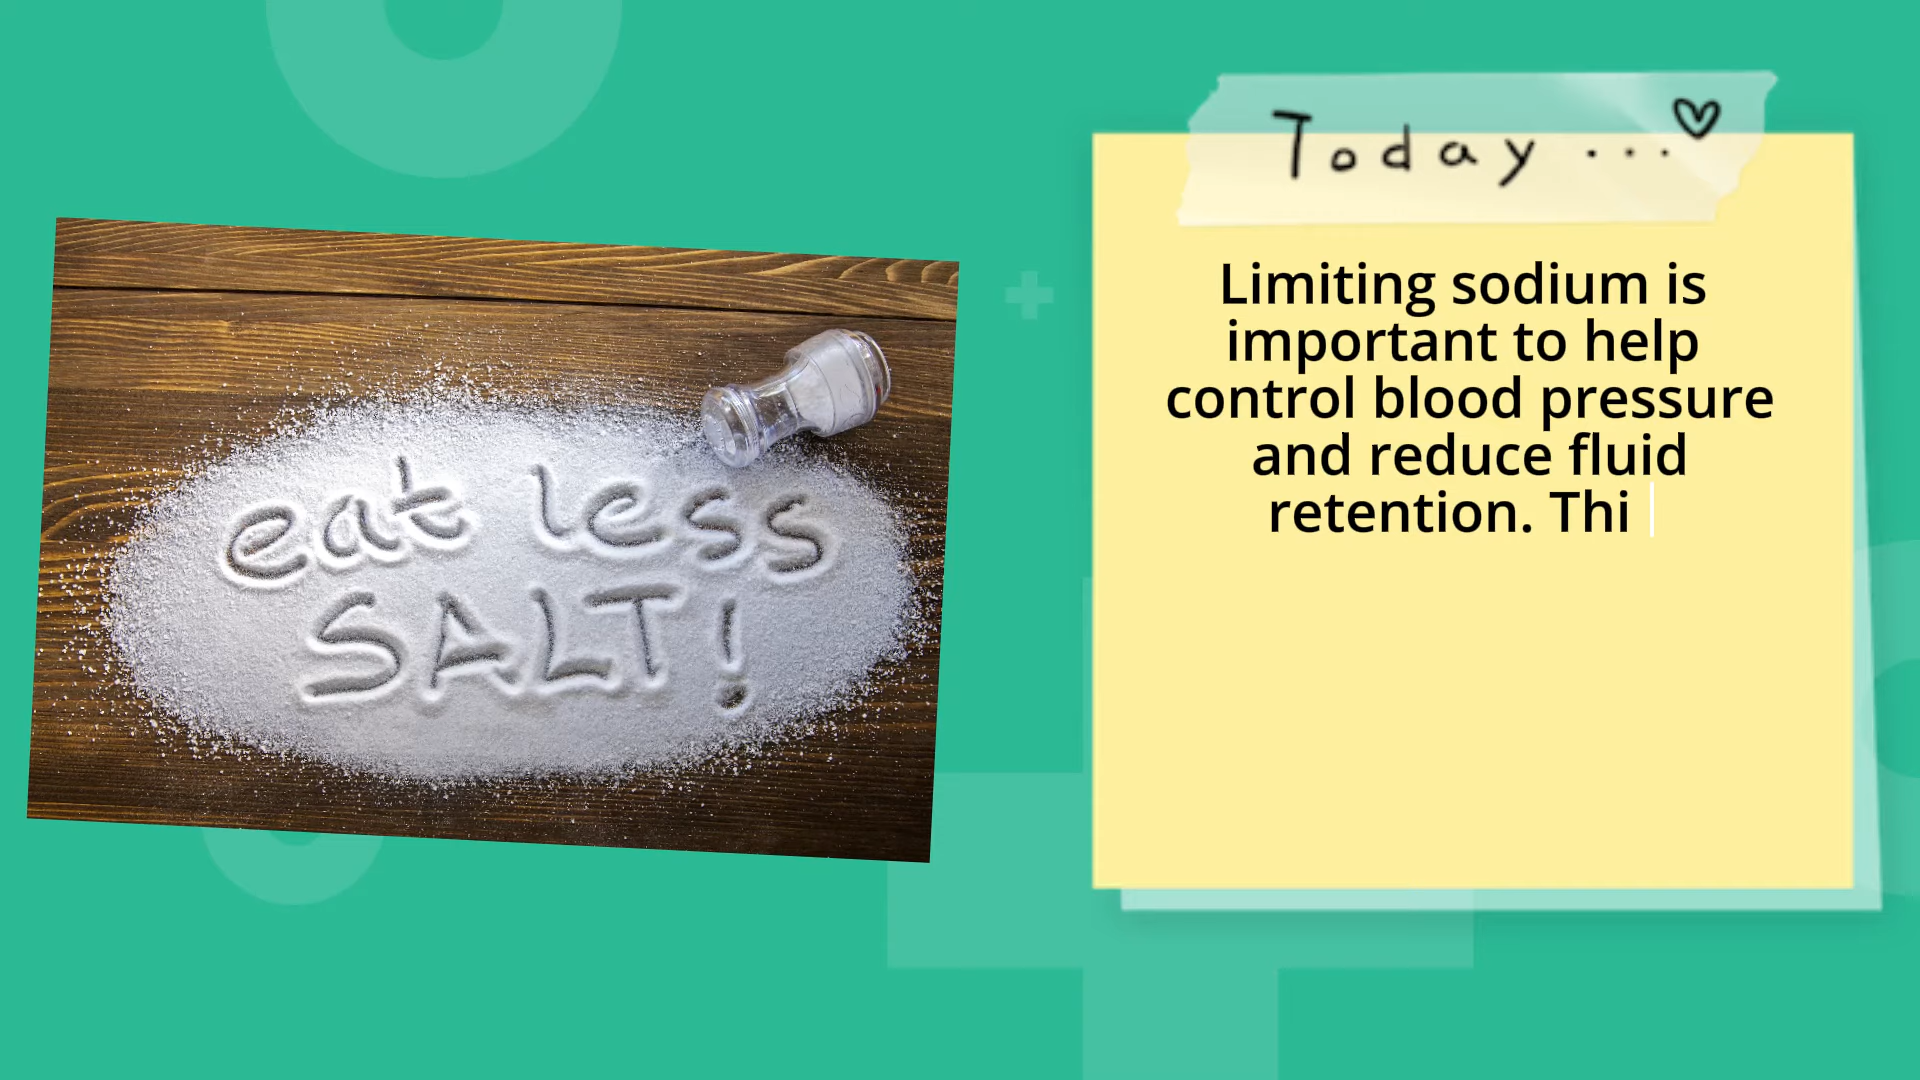 eat less
SALT!
Today ...
Limiting sodium is
important to help
control blood pressure
and reduce fluid
retention. Thi